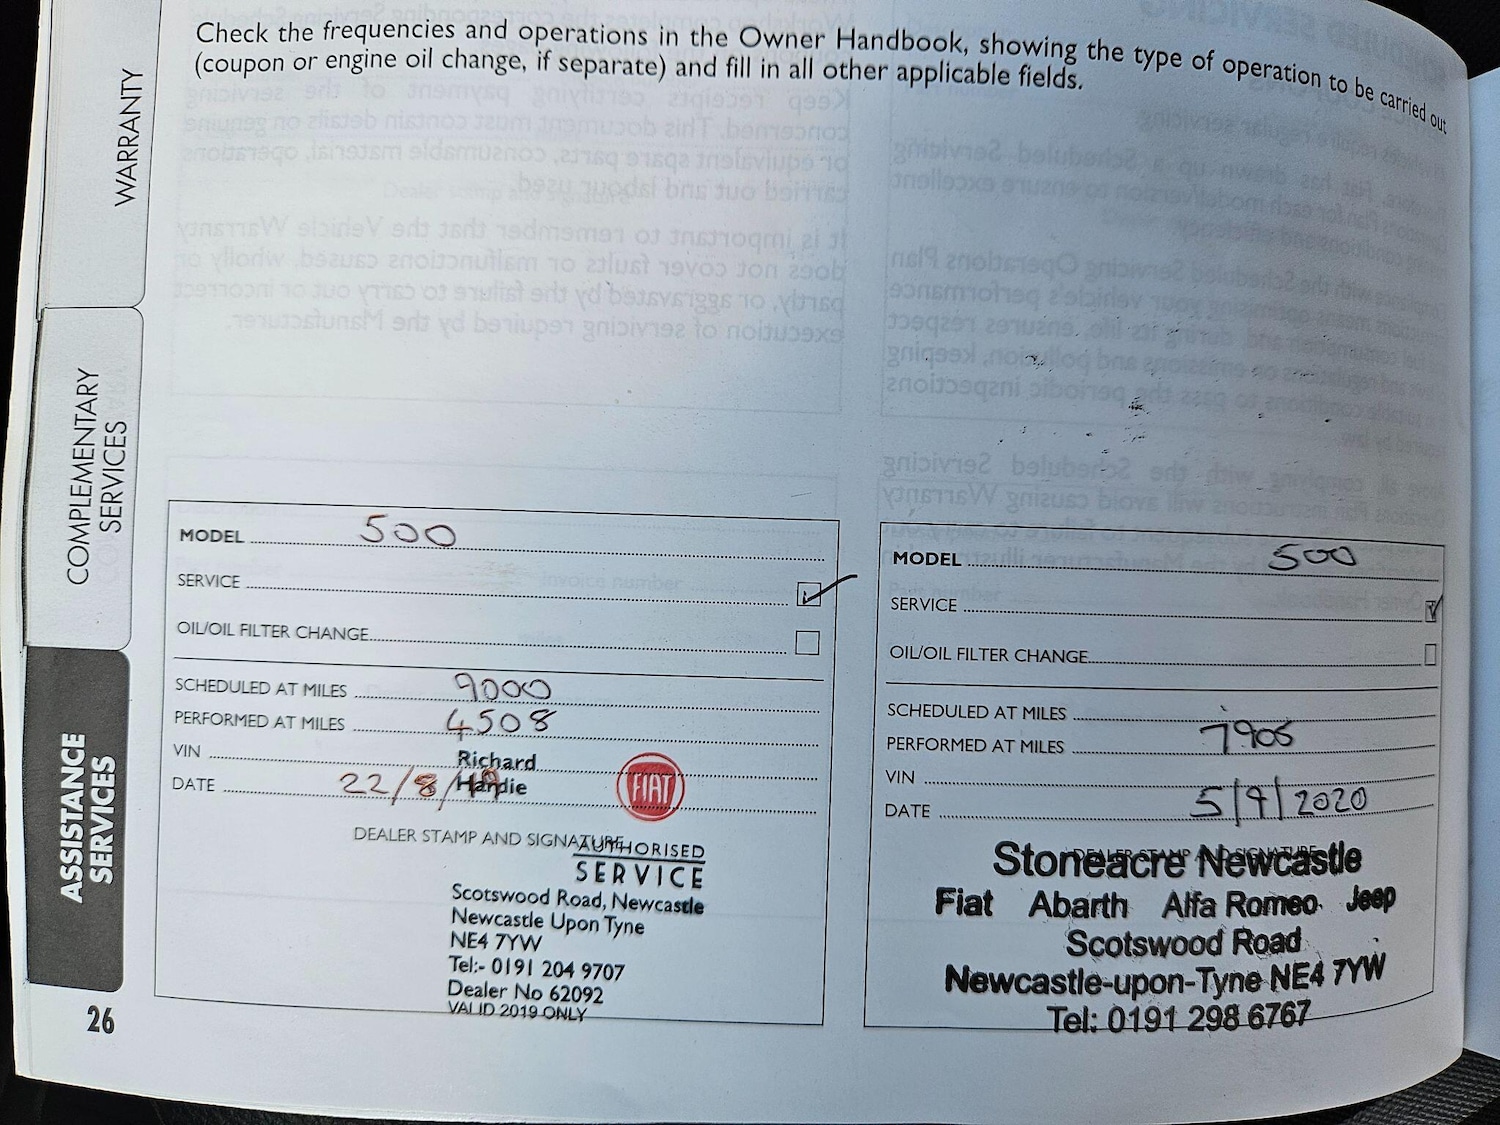 Check the frequencies and operations in the Owner Handbook, showing the type of operation to be carried out
(coupon or engine oil change, if separate) and fill in all other applicable fields.
WARRANTY
COMPLEMENTARY
SERVICES
ASSISTANCE
SERVICES
26
MODEL 500
SERVICE
OIL/OIL FILTER CHANGE
SCHEDULED AT MILES 9000
PERFORMED AT MILES 4508
VIN
Richard
DATE 22/8/19
Hardie
FIAT
DEALER STAMP AND SIGNATURE
AUTHORISED
SERVICE
Scotswood Road, Newcastle
Newcastle Upon Tyne
NE4 7YW
Tel:- 0191 204 9707
Dealer No 62092
VALID 2019 ONLY
MODEL 500
SERVICE
OIL/OIL FILTER CHANGE
SCHEDULED AT MILES
PERFORMED AT MILES 7905
VIN
DATE 5/9/2020
DEALER STAMP AND SIGNATURE
Stoneacre Newcastle
Fiat Abarth Alfa Romeo Jeep
Scotswood Road
Newcastle-upon-Tyne NE4 7YW
Tel: 0191 298 6767